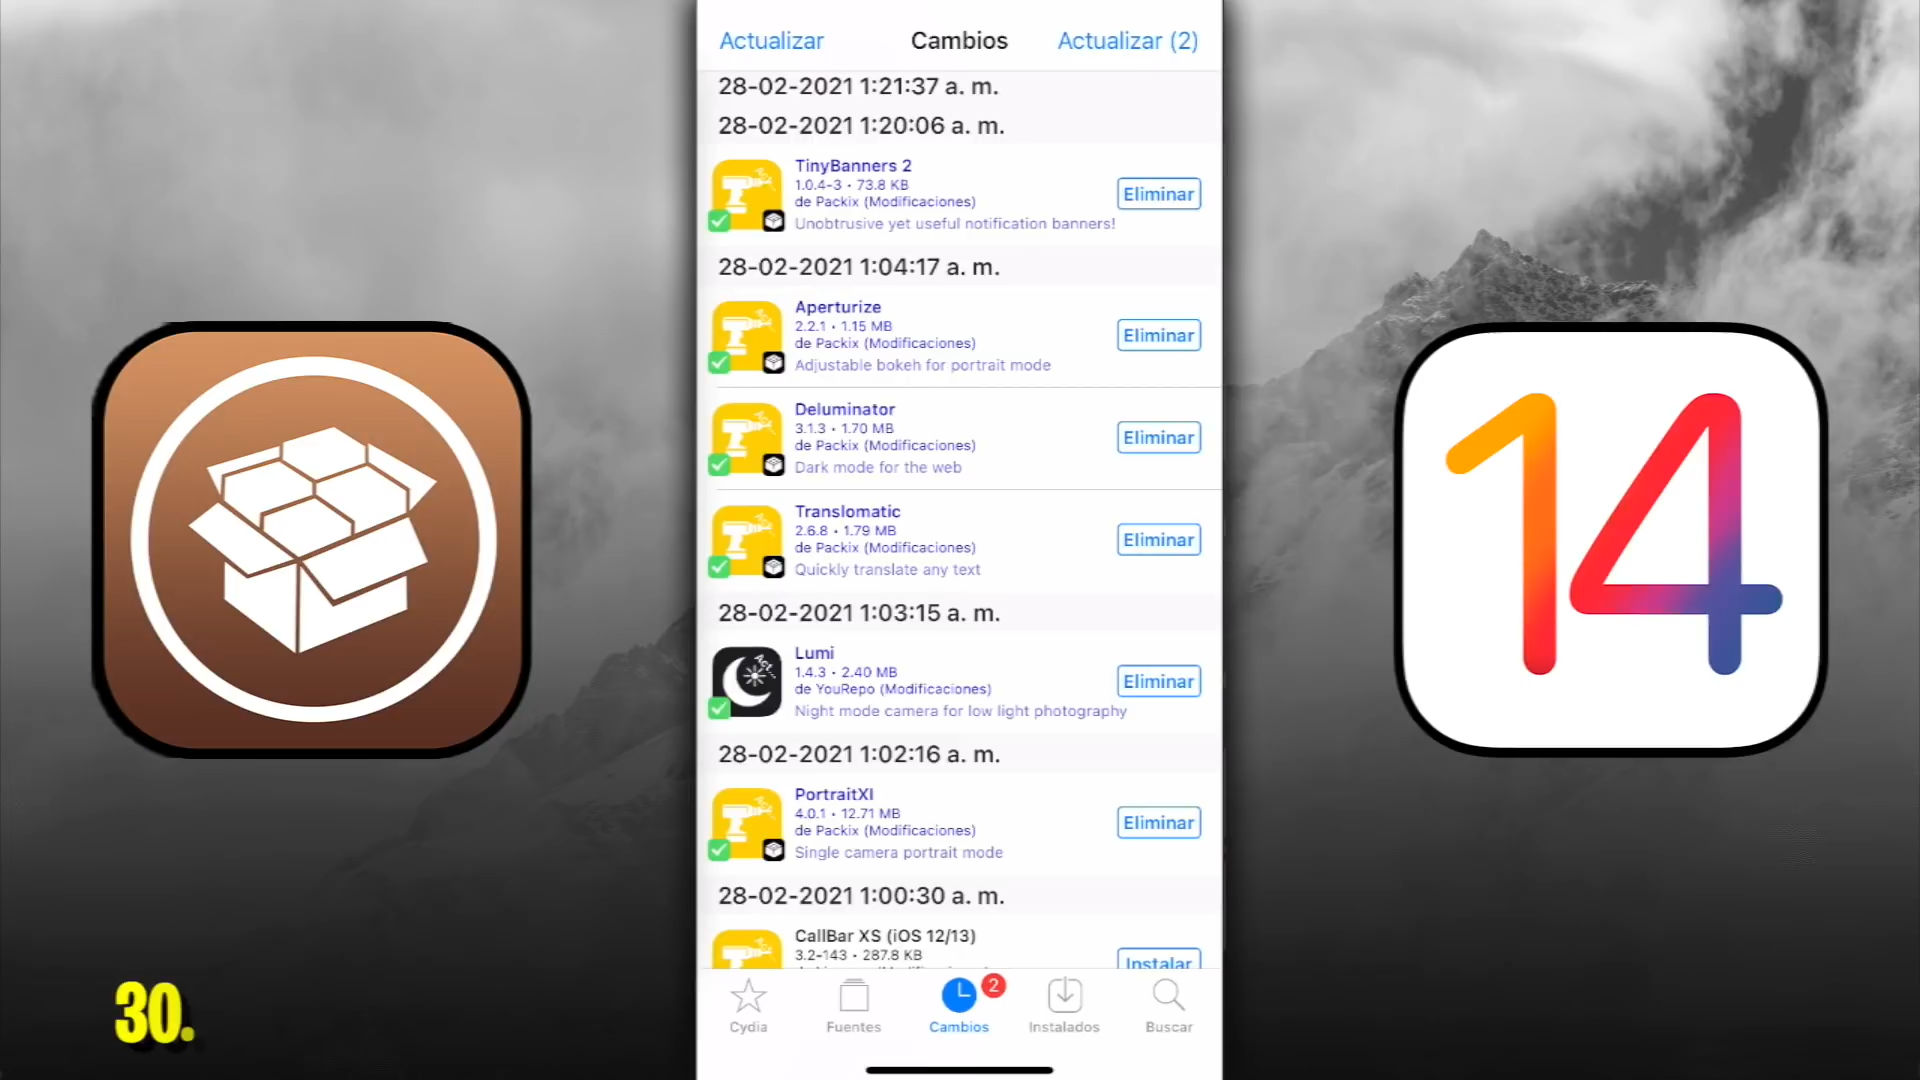 Actualizar Cambios Actualizar (2)
28-02-2021 1:21:37 a. m.
28-02-2021 1:20:06 a. m.
TinyBanners 2
1.0.4-3 • 73.8 KB
de Packix (Modificaciones)
Unobtrusive yet useful notification banners!
Eliminar
28-02-2021 1:04:17 a. m.
Aperturize
2.2.1 • 1.15 MB
de Packix (Modificaciones)
Adjustable bokeh for portrait mode
Eliminar
Deluminator
3.1.3 • 1.70 MB
de Packix (Modificaciones)
Dark mode for the web
Eliminar
Translomatic
2.6.8 • 1.79 MB
de Packix (Modificaciones)
Quickly translate any text
Eliminar
28-02-2021 1:03:15 a. m.
Lumi
1.4.3 • 2.40 MB
de YouRepo (Modificaciones)
Night mode camera for low light photography
Eliminar
28-02-2021 1:02:16 a. m.
PortraitXI
4.0.1 • 12.71 MB
de Packix (Modificaciones)
Single camera portrait mode
Eliminar
28-02-2021 1:00:30 a. m.
CallBar XS (iOS 12/13)
3.2-143 • 287.8 KB
Instalar
2
Cydia Fuentes Cambios Instalados Buscar
14
30.